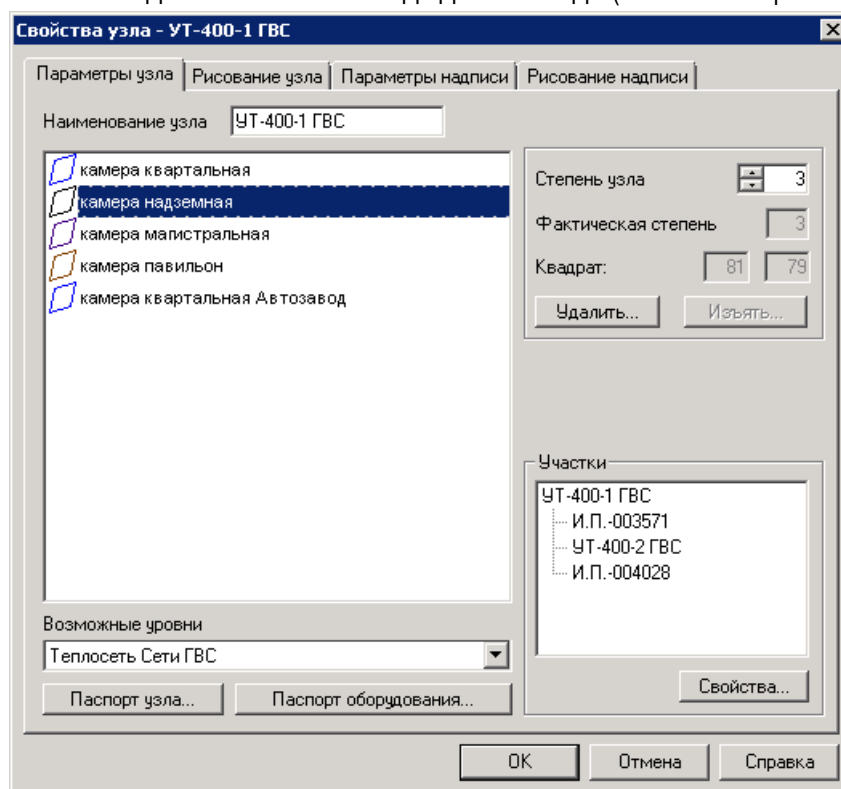 Свойства узла - УТ-400-1 ГВС
Параметры узла
Рисование узла
Параметры надписи
Рисование надписи
Наименование узла
УТ-400-1 ГВС
камера квартальная
камера надземная
камера магистральная
камера павильон
камера квартальная Автозавод
Степень узла
3
Фактическая степень
3
Квадрат:
81
79
Удалить...
Изъять...
Участки
УТ-400-1 ГВС
И.П.-003571
УТ-400-2 ГВС
И.П.-004028
Возможные уровни
Теплосеть Сети ГВС
Паспорт узла...
Паспорт оборудования...
Свойства...
OK
Отмена
Справка